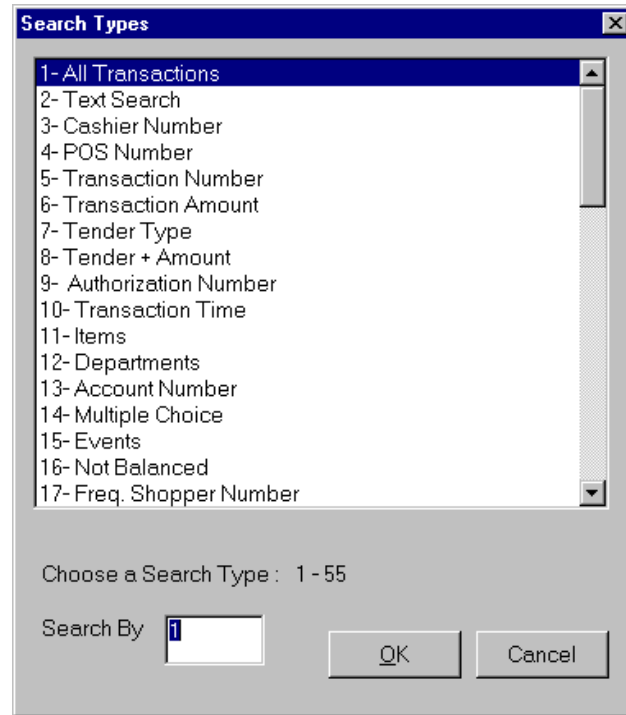 Search Types
1- All Transactions
2- Text Search
3- Cashier Number
4- POS Number
5- Transaction Number
6- Transaction Amount
7- Tender Type
8- Tender + Amount
9- Authorization Number
10- Transaction Time
11- Items
12- Departments
13- Account Number
14- Multiple Choice
15- Events
16- Not Balanced
17- Freq. Shopper Number
Choose a Search Type : 1 - 55
Search By 1
OK Cancel